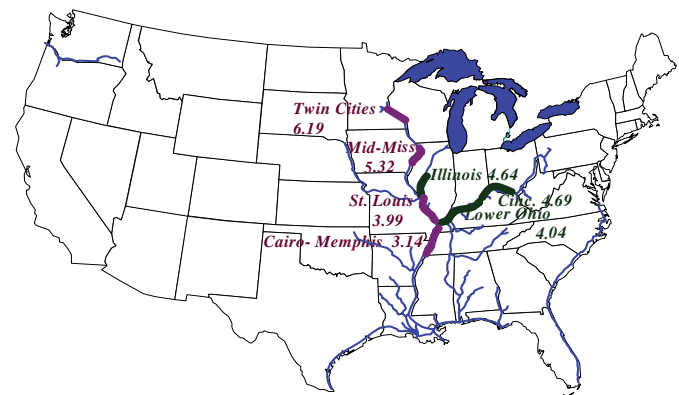 Twin Cities
6.19
Mid-Miss
5.32
Illinois 4.64
St. Louis
3.99
Cinc. 4.69
Lower Ohio
4.04
Cairo- Memphis 3.14